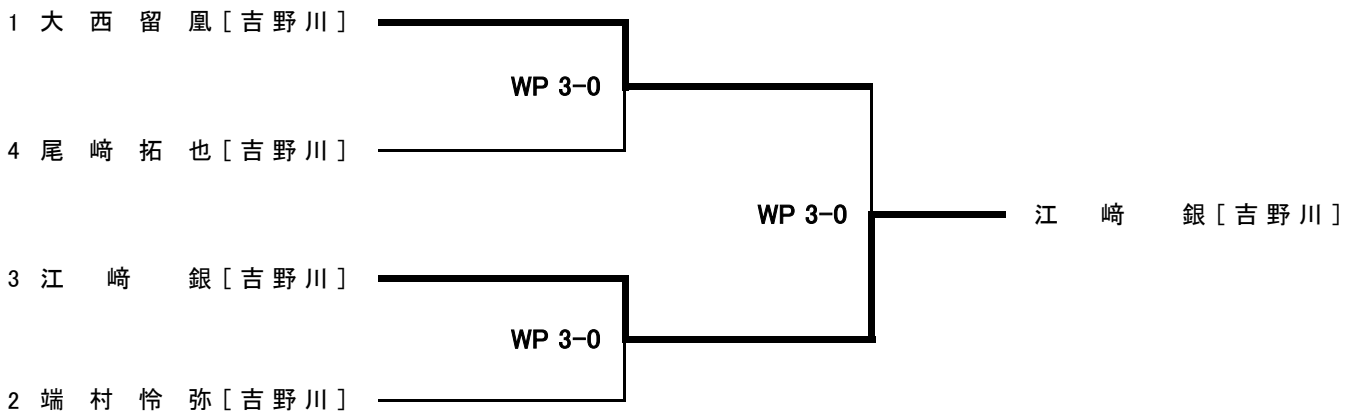 1 大 西 留 凰 [ 吉 野 川 ]
WP 3-0
4 尾 﨑 拓 也 [ 吉 野 川 ]
WP 3-0
江 﨑 銀 [ 吉 野 川 ]
3 江 﨑 銀 [ 吉 野 川 ]
WP 3-0
2 端 村 怜 弥 [ 吉 野 川 ]